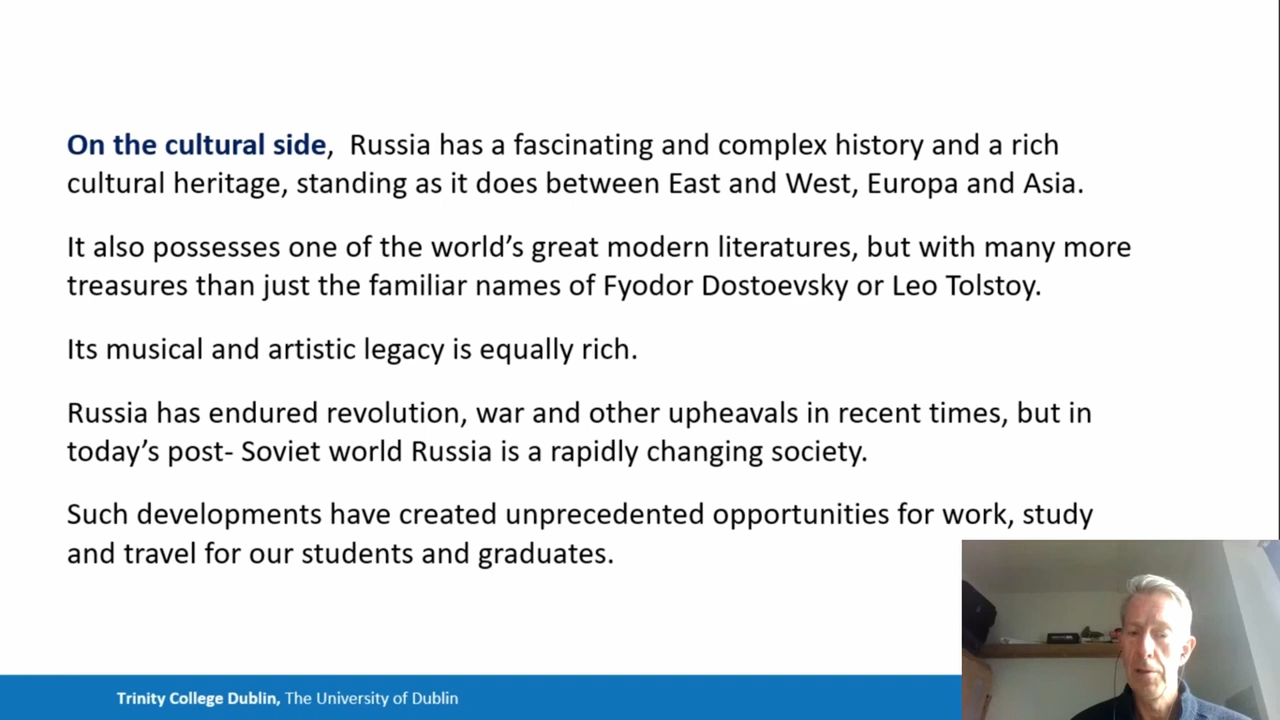 On the cultural side,  Russia has a fascinating and complex history and a rich
cultural heritage, standing as it does between East and West, Europa and Asia.
It also possesses one of the world's great modern literatures, but with many more
treasures than just the familiar names of Fyodor Dostoevsky or Leo Tolstoy.
Its musical and artistic legacy is equally rich.
Russia has endured revolution, war and other upheavals in recent times, but in
today's post- Soviet world Russia is a rapidly changing society.
Such developments have created unprecedented opportunities for work, study
and travel for our students and graduates.
Trinity College Dublin, The University of Dublin